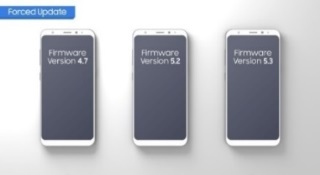 Forced Update
Firmware
Version 4.7
Firmware
Version 5.2
Firmware
Version 5.3